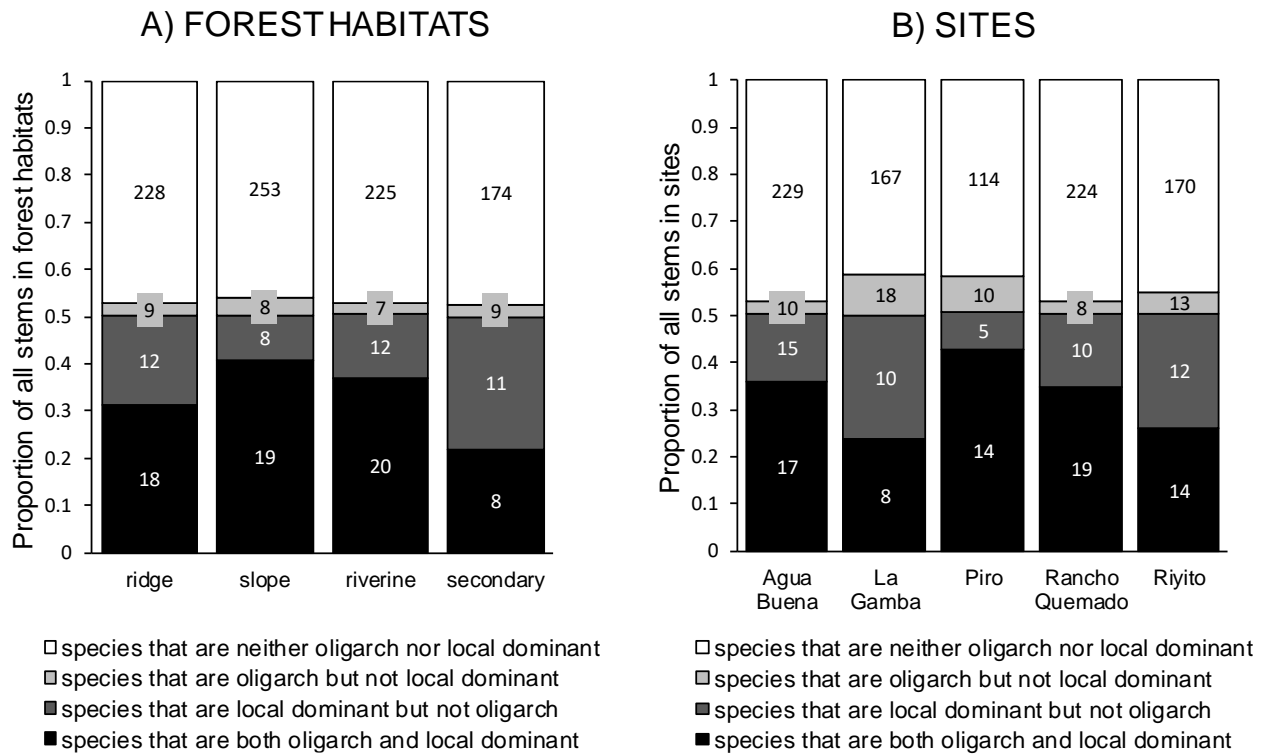 A) FOREST HABITATS
Proportion of all stems in forest habitats
1
0.9
0.8
0.7
0.6
0.5
0.4
0.3
0.2
0.1
0
228 253 225 174
9 8 7 9
12 8 12 11
18 19 20 8
ridge slope riverine secondary
species that are neither oligarch nor local dominant
species that are oligarch but not local dominant
species that are local dominant but not oligarch
species that are both oligarch and local dominant
B) SITES
Proportion of all stems in sites
1
0.9
0.8
0.7
0.6
0.5
0.4
0.3
0.2
0.1
0
229 167 114 224 170
10 18 10 8 13
15 10 5 10 12
17 8 14 19 14
Agua La Piro Rancho Riyito
Buena Gamba Quemado
species that are neither oligarch nor local dominant
species that are oligarch but not local dominant
species that are local dominant but not oligarch
species that are both oligarch and local dominant